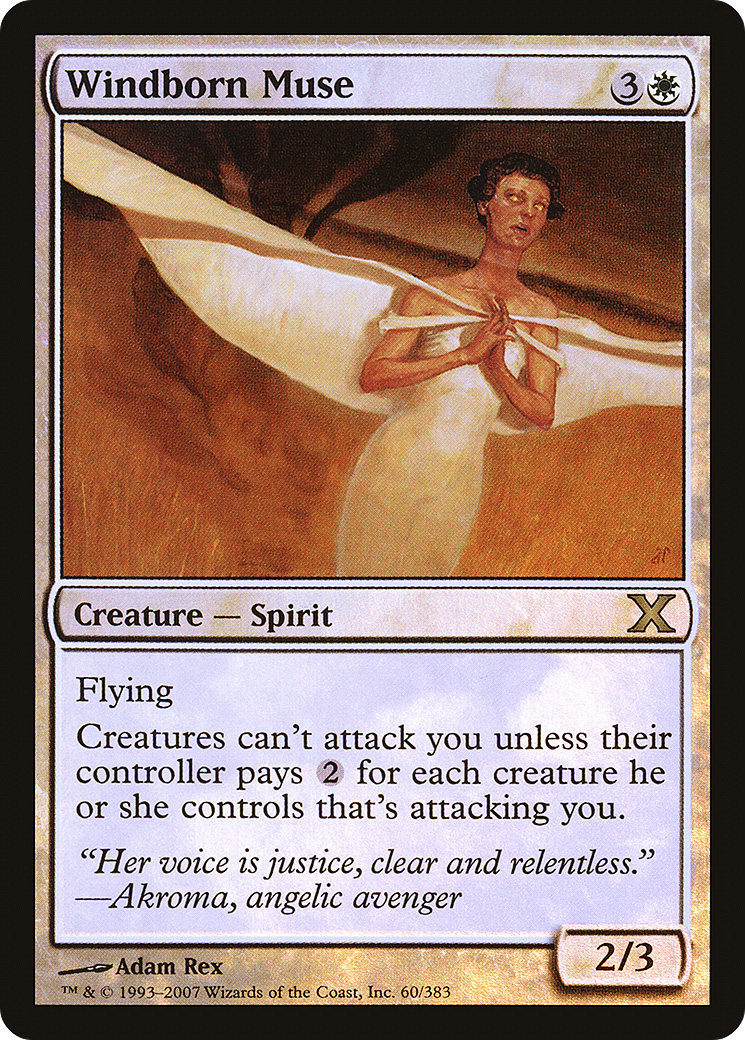 Windborn Muse 3
Creature — Spirit X
Flying
Creatures can't attack you unless their
controller pays 2 for each creature he
or she controls that's attacking you.
"Her voice is justice, clear and relentless."
—Akroma, angelic avenger
2/3
Adam Rex
™ & © 1993–2007 Wizards of the Coast, Inc. 60/383